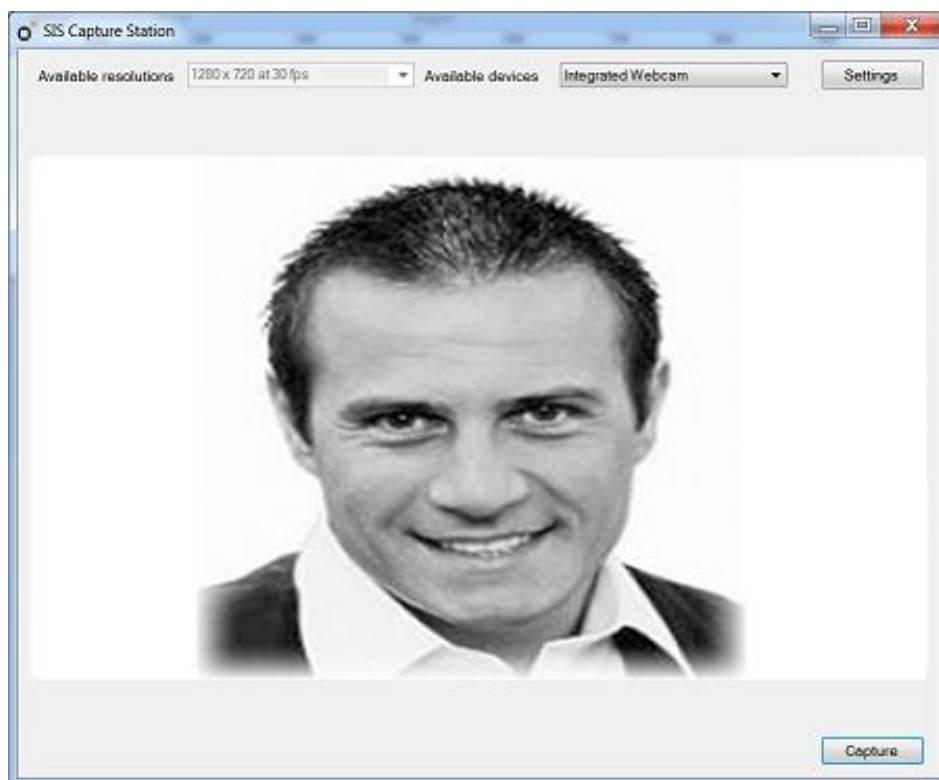 SIS Capture Station
Available resolutions 1280 x 720 at 30 fps Available devices Integrated Webcam Settings
Capture